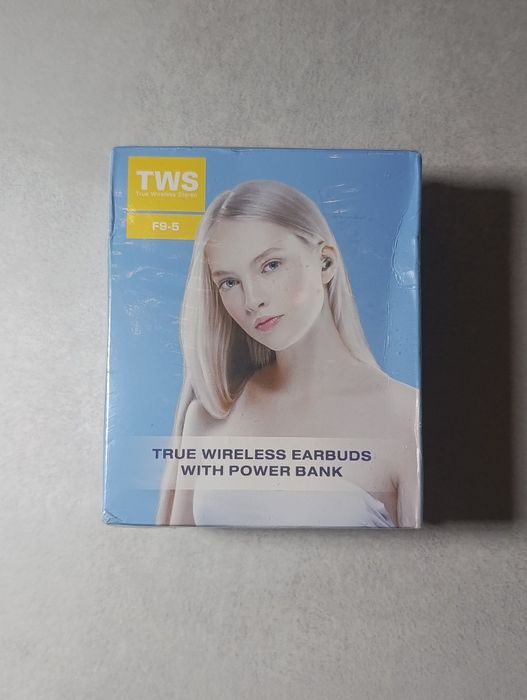 TWS
True Wireless Stereo
F9-5
TRUE WIRELESS EARBUDS
WITH POWER BANK